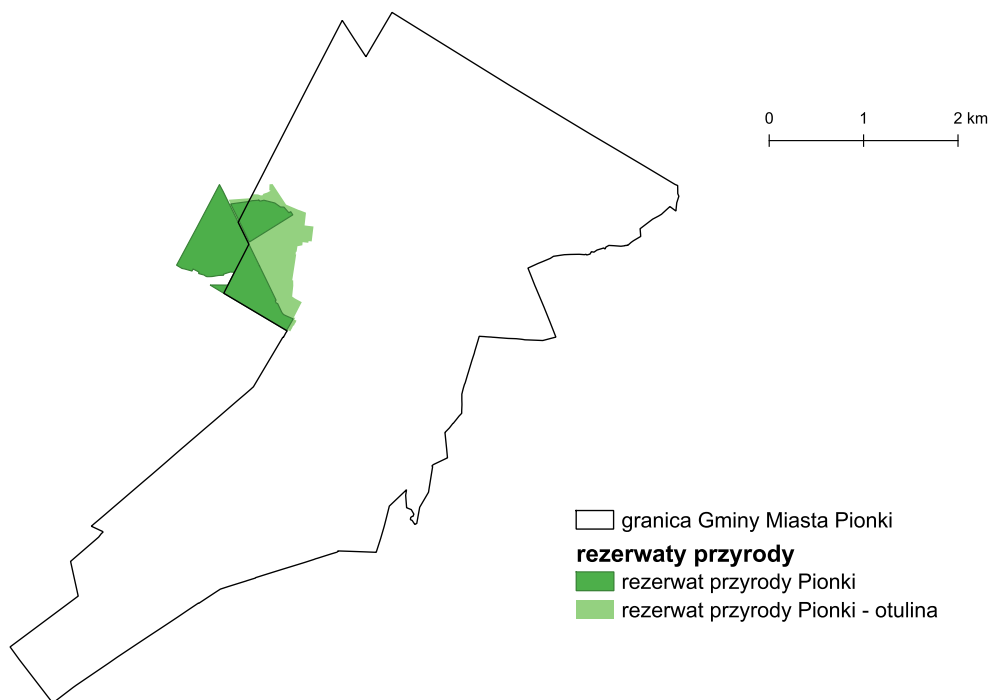 0 1 2 km
granica Gminy Miasta Pionki
rezerwaty przyrody
rezerwat przyrody Pionki
rezerwat przyrody Pionki - otulina